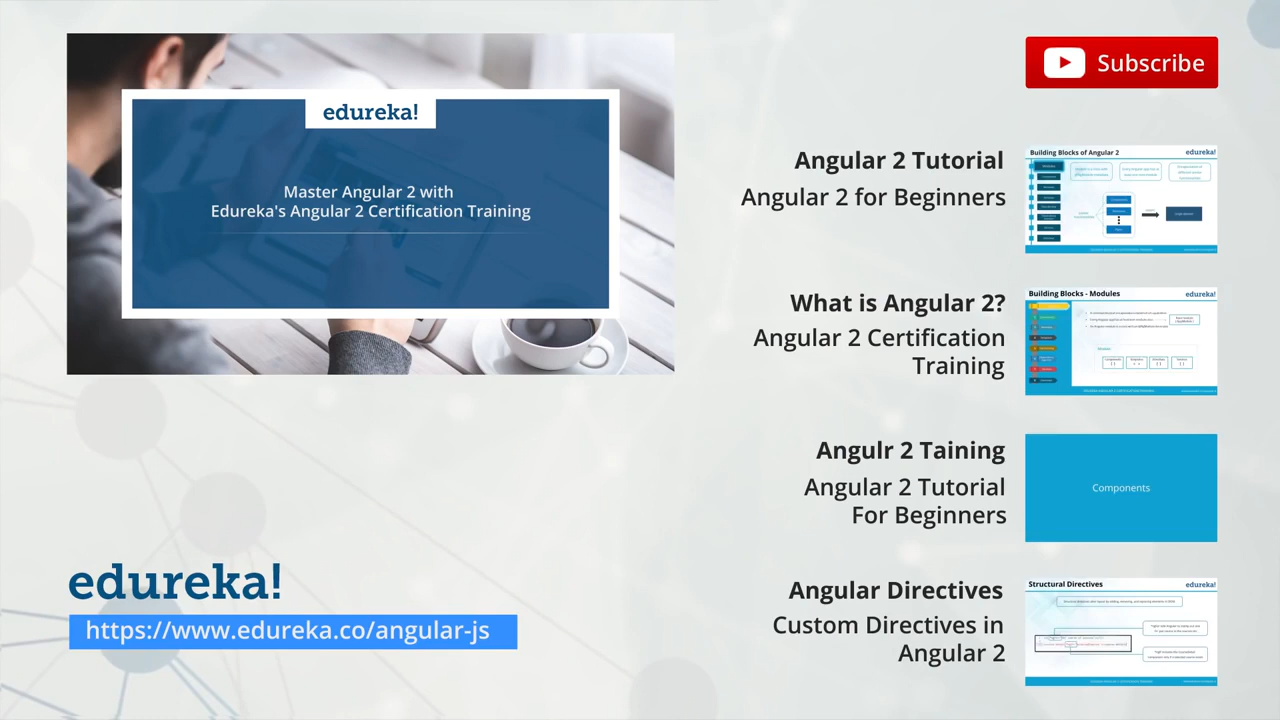 edureka!
Master Angular 2 with
Edureka's Angular 2 Certification Training
Subscribe
Angular 2 Tutorial
Angular 2 for Beginners
Building Blocks of Angular 2
edureka!
What is Angular 2?
Angular 2 Certification
Training
Building Blocks - Modules
edureka!
Angulr 2 Taining
Angular 2 Tutorial
For Beginners
Components
Angular Directives
Custom Directives in
Angular 2
Structural Directives
edureka!
edureka!
https://www.edureka.co/angular-js